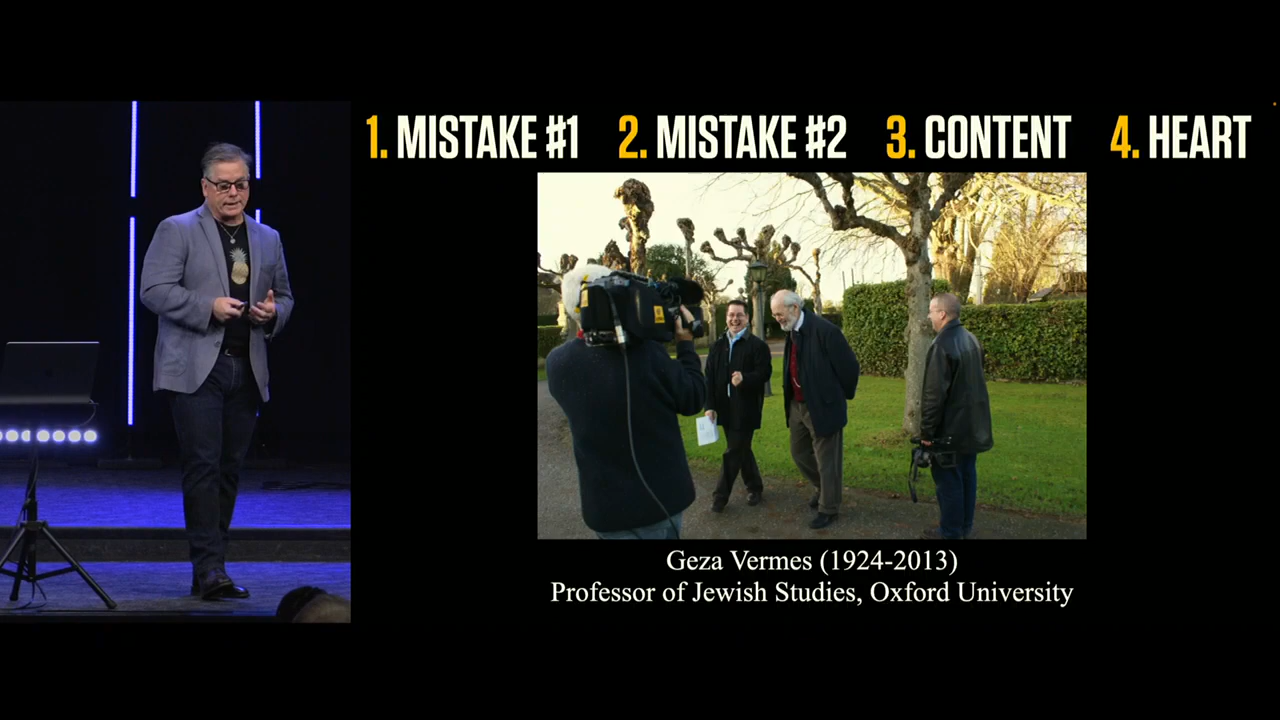 1. MISTAKE #1 2. MISTAKE #2 3. CONTENT 4. HEART
Geza Vermes (1924-2013)
Professor of Jewish Studies, Oxford University